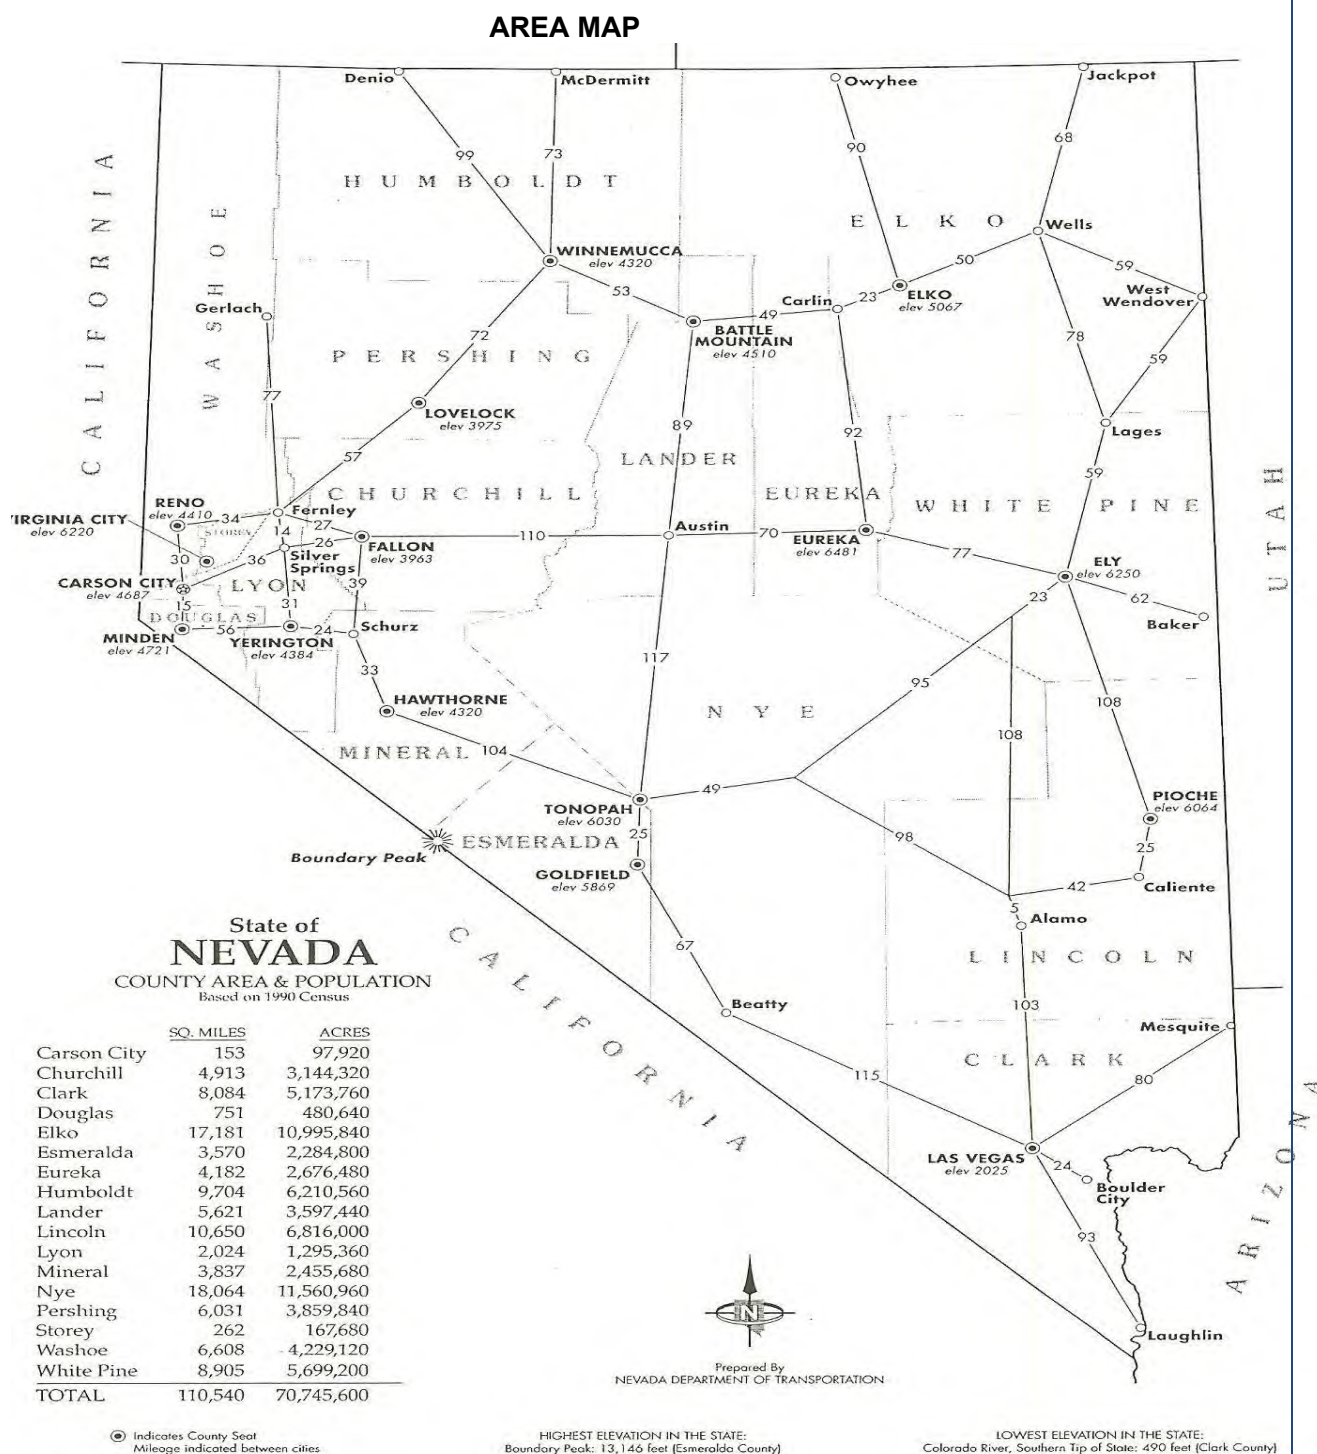 AREA MAP
Denio
McDermitt
Owyhee
Jackpot
CALIFORNIA
99
73
90
68
HUMBOLDT
WASHOE
ELKO
Wells
WINNEMUCCA
elev 4320
50
59
53
Carlin
23
ELKO
elev 5067
West
Wendover
Gerlach
49
BATTLE
MOUNTAIN
elev 4510
72
78
PERSHING
59
77
LOVELOCK
elev 3975
89
92
Lages
57
LANDER
59
CHURCHILL
EUREKA
WHITE PINE
UTAH
RENO
elev 4410
34
Fernley
IRGINIA CITY
elev 6220
STOREY
14
27
26
FALLON
elev 3963
110
Austin
70
EUREKA
elev 6481
77
30
36
Silver
Springs
ELY
elev 6250
CARSON CITY
elev 4687
LYON
39
23
62
Baker
15
31
DOUGLAS
MINDEN
elev 4721
56
YERINGTON
elev 4384
24
Schurz
33
117
95
HAWTHORNE
elev 4320
NYE
108
108
MINERAL
104
49
TONOPAH
elev 6030
PIOCHE
elev 6064
25
98
25
ESMERALDA
Boundary Peak
GOLDFIELD
elev 5869
42
Caliente
5
Alamo
67
LINCOLN
CALIFORNIA
Beatty
103
Mesquite
CLARK
115
80
LAS VEGAS
elev 2025
24
Boulder
City
93
ARIZONA
Laughlin
State of
NEVADA
COUNTY AREA & POPULATION
Based on 1990 Census
SQ. MILES ACRES
Carson City 153 97,920
Churchill 4,913 3,144,320
Clark 8,084 5,173,760
Douglas 751 480,640
Elko 17,181 10,995,840
Esmeralda 3,570 2,284,800
Eureka 4,182 2,676,480
Humboldt 9,704 6,210,560
Lander 5,621 3,597,440
Lincoln 10,650 6,816,000
Lyon 2,024 1,295,360
Mineral 3,837 2,455,680
Nye 18,064 11,560,960
Pershing 6,031 3,859,840
Storey 262 167,680
Washoe 6,608 4,229,120
White Pine 8,905 5,699,200
TOTAL 110,540 70,745,600
N
Prepared By
NEVADA DEPARTMENT OF TRANSPORTATION
Indicates County Seat
Mileage indicated between cities
HIGHEST ELEVATION IN THE STATE:
Boundary Peak: 13,146 feet (Esmeralda County)
LOWEST ELEVATION IN THE STATE:
Colorado River, Southern Tip of State: 490 feet (Clark County)